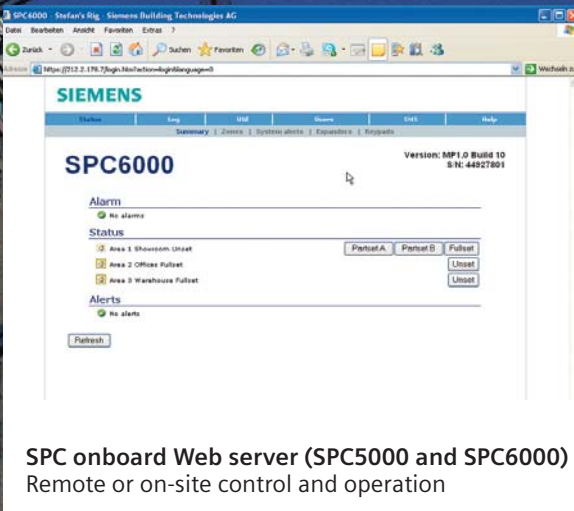 SPC6000 - Stefan's Rig - Siemens Building Technologies AG
Datei Bearbeiten Ansicht Favoriten Extras ?
Zurück Suchen Favoriten
Wechseln
SIEMENS
Status Log Users SMS Help
Summary | Zones | System alerts | Expanders | Keypads
SPC6000
Version: MP1.0 Build 10
S/N: 44927801
Alarm
No alarms
Status
Area 1 Showroom Unset Partset A Partset B Fullset
Area 2 Offices Fullset Unset
Area 3 Warehouse Fullset Unset
Alerts
No alerts
Refresh
SPC onboard Web server (SPC5000 and SPC6000)
Remote or on-site control and operation